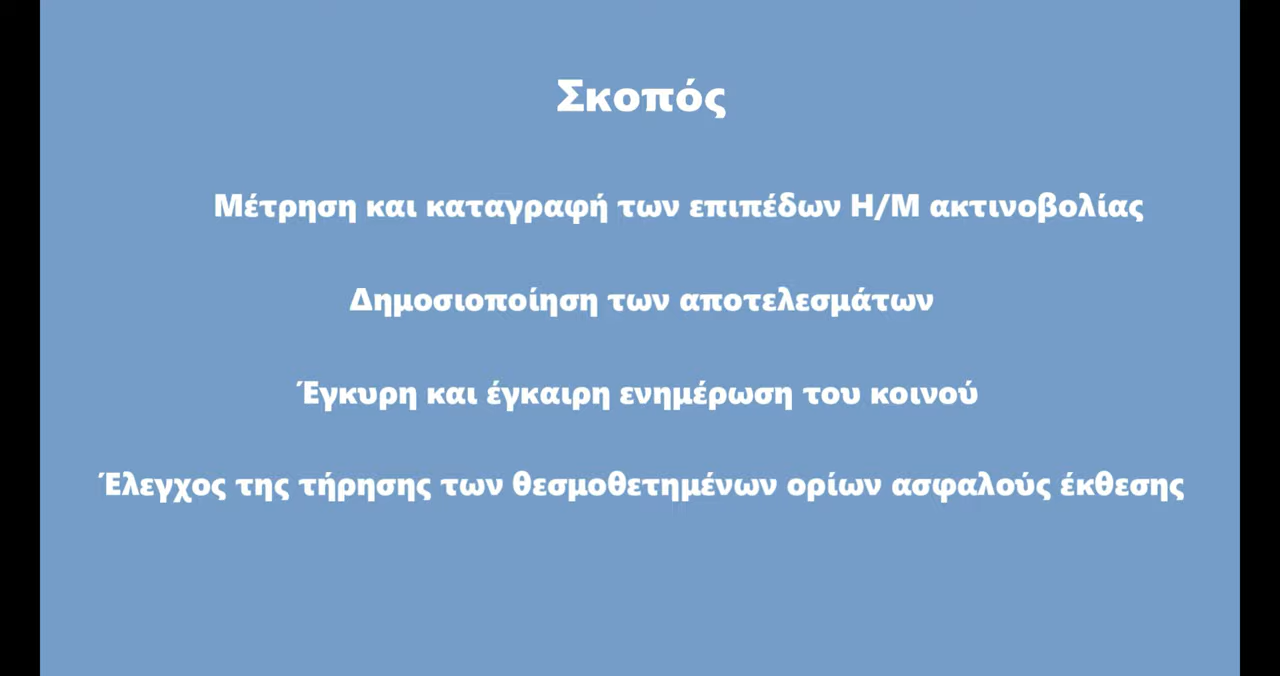 Σκοπός
Μέτρηση και καταγραφή των επιπέδων Η/Μ ακτινοβολίας
Δημοσιοποίηση των αποτελεσμάτων
Έγκυρη και έγκαιρη ενημέρωση του κοινού
Έλεγχος της τήρησης των θεσμοθετημένων ορίων ασφαλούς έκθεσης